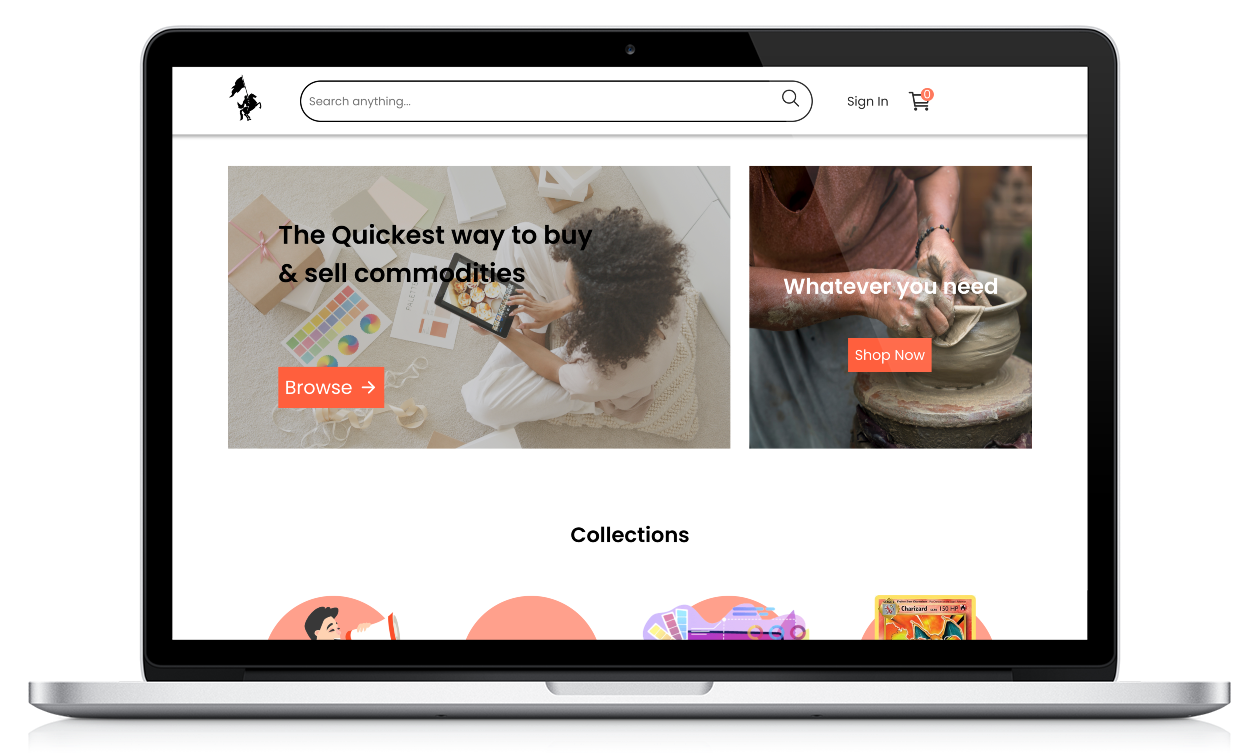 Search anything...
Sign In
0
The Quickest way to buy
& sell commodities
Browse →
Whatever you need
Shop Now
Collections
Charizard
150 HP